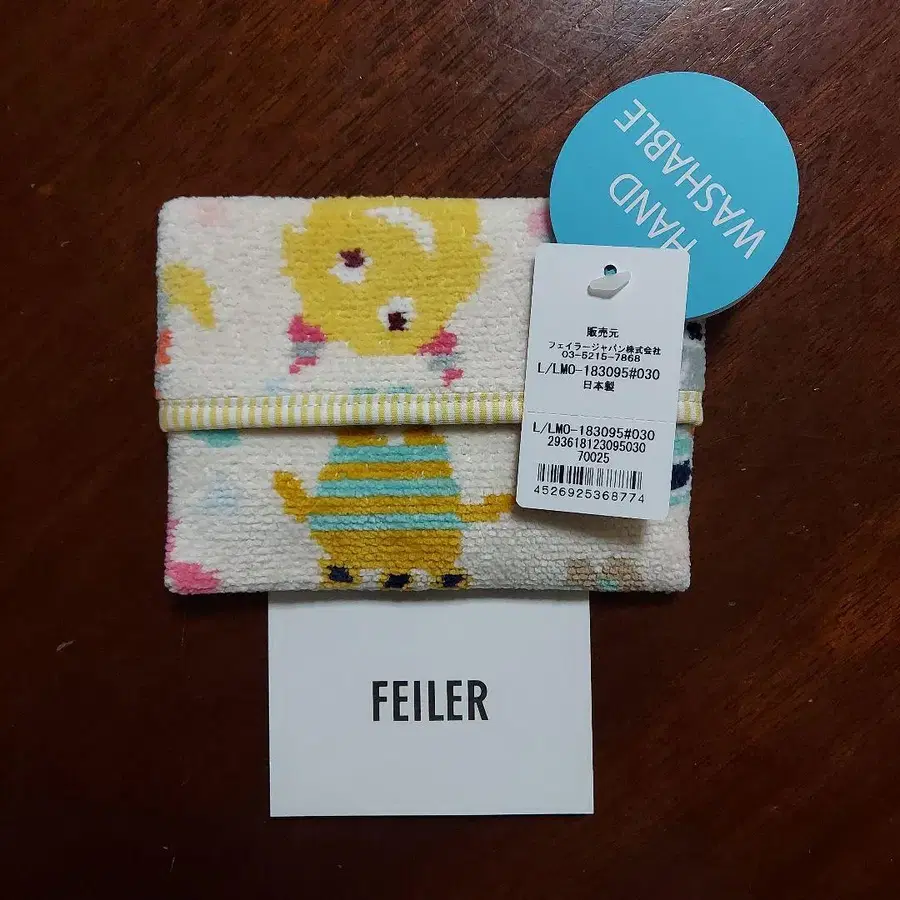 HAND
WASHABLE
販売元
フェイラージャパン株式会社
03-5215-7868
L/LMO-183095#030
日本製
L/LMO-183095#030
293618123095030
70025
4526925368774
FEILER